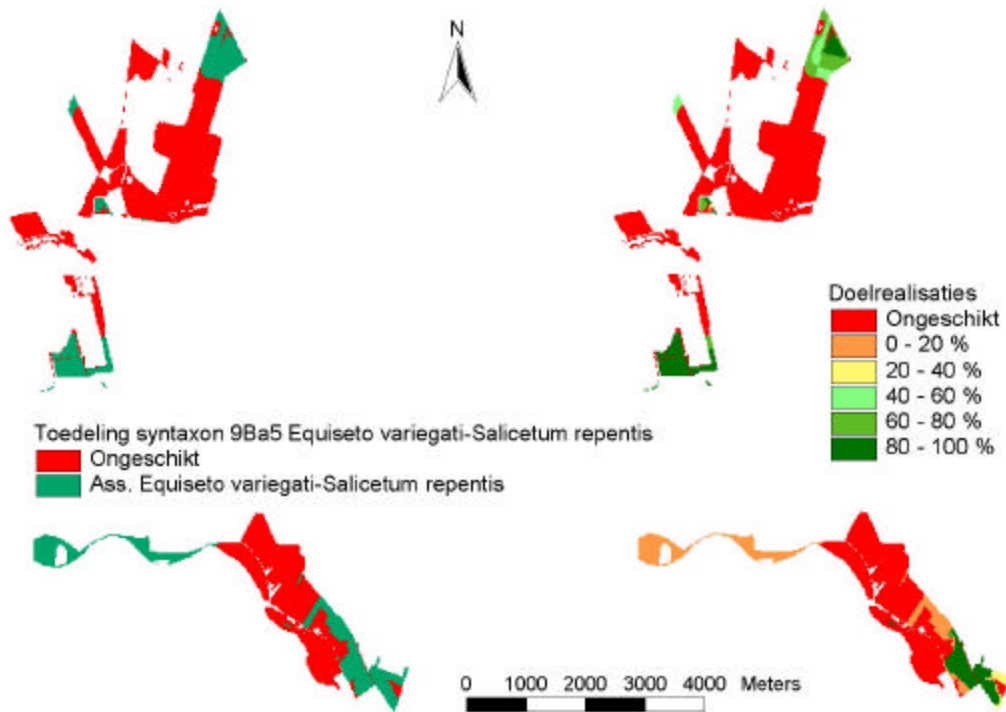 N
Doelrealisaties
Ongeschikt
0 - 20 %
20 - 40 %
40 - 60 %
60 - 80 %
80 - 100 %
Toedeling syntaxon 9Ba5 Equiseto variegati-Salicetum repentis
Ongeschikt
Ass. Equiseto variegati-Salicetum repentis
0 1000 2000 3000 4000 Meters